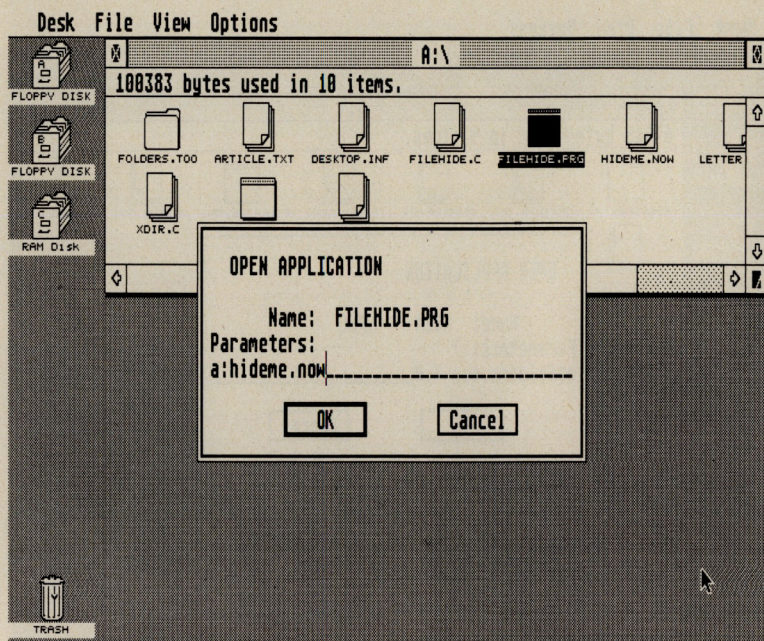 Desk File View Options
A:\
100383 bytes used in 10 items.
A
FLOPPY DISK
B
FLOPPY DISK
C
RAM Disk
FOLDERS.TOO ARTICLE.TXT DESKTOP.INF FILEHIDE.C FILEHIDE.PRG HIDEME.NOW LETTER
XDIR.C
OPEN APPLICATION
Name: FILEHIDE.PRG
Parameters:
a:hideme.now
OK Cancel
TRASH